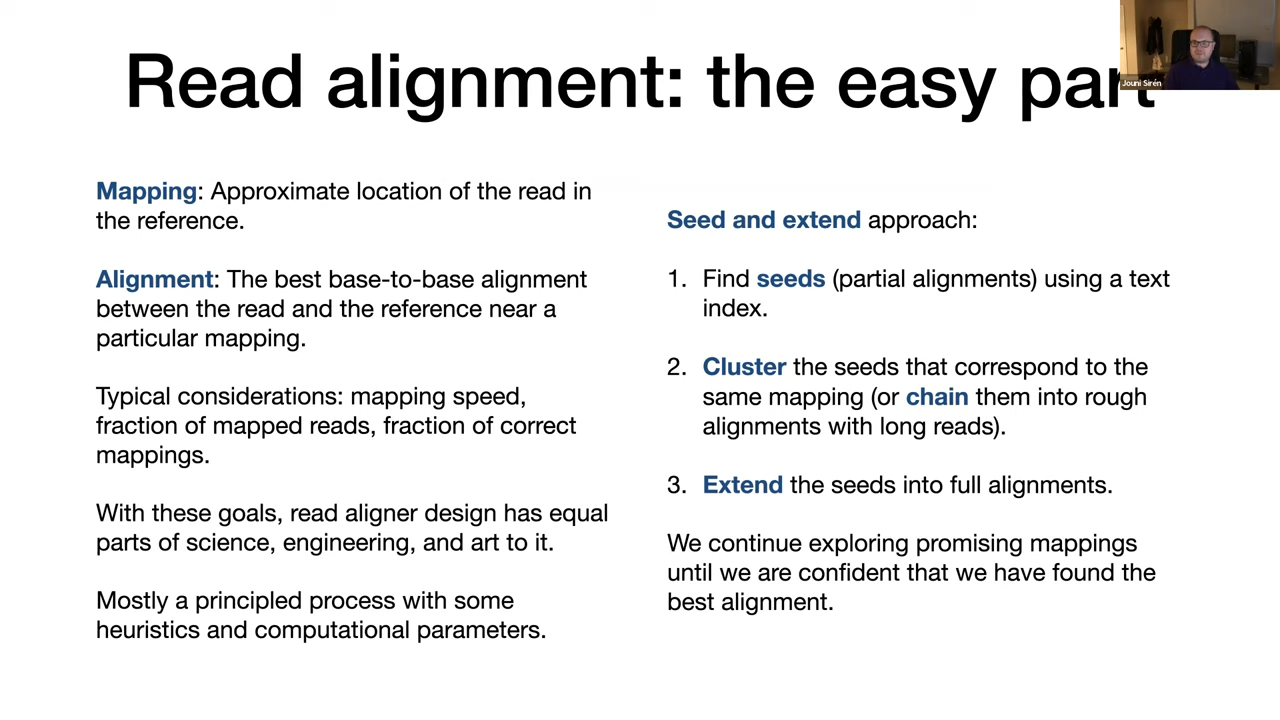 Read alignment: the easy part
Jouni Sirén
Mapping: Approximate location of the read in
the reference.
Alignment: The best base-to-base alignment
between the read and the reference near a
particular mapping.
Typical considerations: mapping speed,
fraction of mapped reads, fraction of correct
mappings.
With these goals, read aligner design has equal
parts of science, engineering, and art to it.
Mostly a principled process with some
heuristics and computational parameters.
Seed and extend approach:
1. Find seeds (partial alignments) using a text
index.
2. Cluster the seeds that correspond to the
same mapping (or chain them into rough
alignments with long reads).
3. Extend the seeds into full alignments.
We continue exploring promising mappings
until we are confident that we have found the
best alignment.